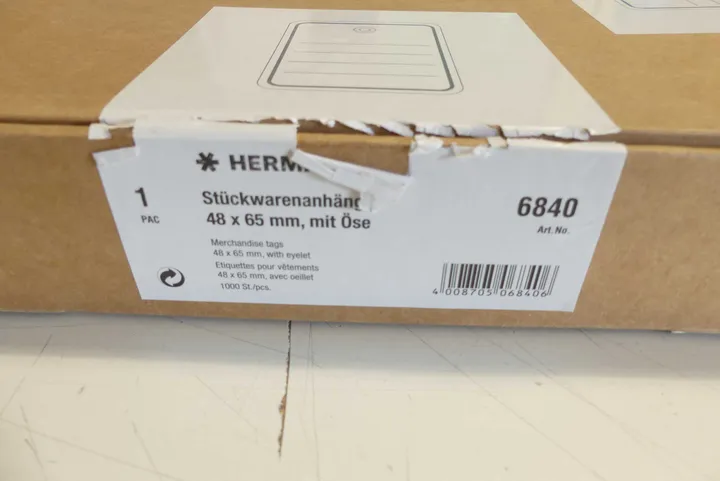 HERM
1
PAC
Stückwarenanhäng
48 x 65 mm, mit Öse
Merchandise tags
48 x 65 mm, with eyelet
Etiquettes pour vêtements
48 x 65 mm, avec oeillet
1000 St./pcs.
6840
Art. No.
4 008705 068406